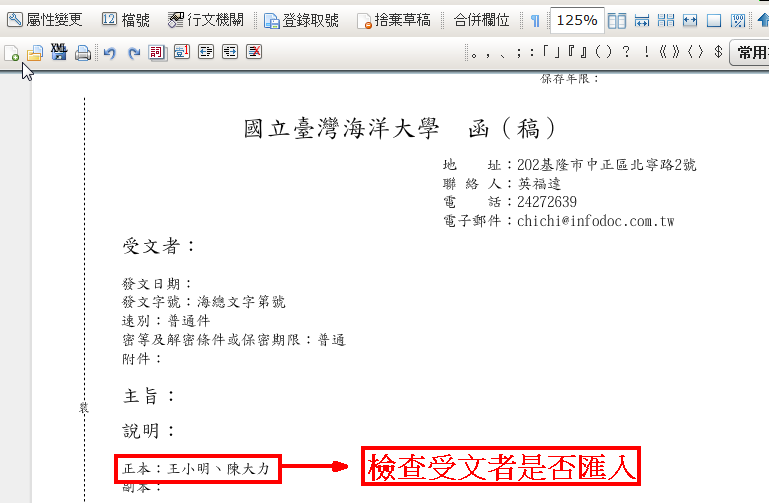 屬性變更 12 檔號 行文機關 登錄取號 捨棄草稿 合併欄位 ¶ 125% 100%
XML 詞 壹1 。，、；：「」『』（）？！《》〈〉＄ 常用
保存年限：
國立臺灣海洋大學　函（稿）
地　　址：202基隆市中正區北寧路2號
聯 絡 人：英福達
電　　話：24272639
電子郵件：chichi@infodoc.com.tw
受文者：
發文日期：
發文字號：海總文字第號
速別：普通件
密等及解密條件或保密期限：普通
附件：
主旨：
裝
說明：
正本：王小明、陳大力 檢查受文者是否匯入
副本：